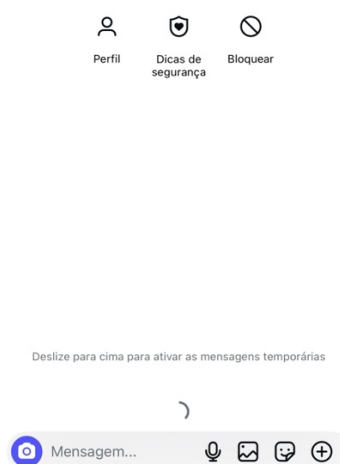 Perfil
Dicas de
segurança
Bloquear
Deslize para cima para ativar as mensagens temporárias
Mensagem...